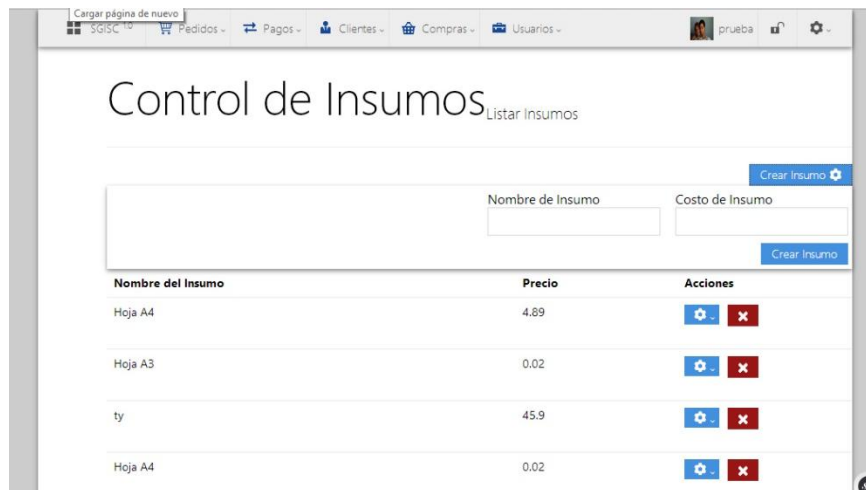 Cargar página de nuevo
SGISC 1.0 Pedidos Pagos Clientes Compras Usuarios prueba
Control de Insumos Listar Insumos
Crear Insumo
Nombre de Insumo Costo de Insumo
Crear Insumo
Nombre del Insumo Precio Acciones
Hoja A4 4.89
Hoja A3 0.02
ty 45.9
Hoja A4 0.02